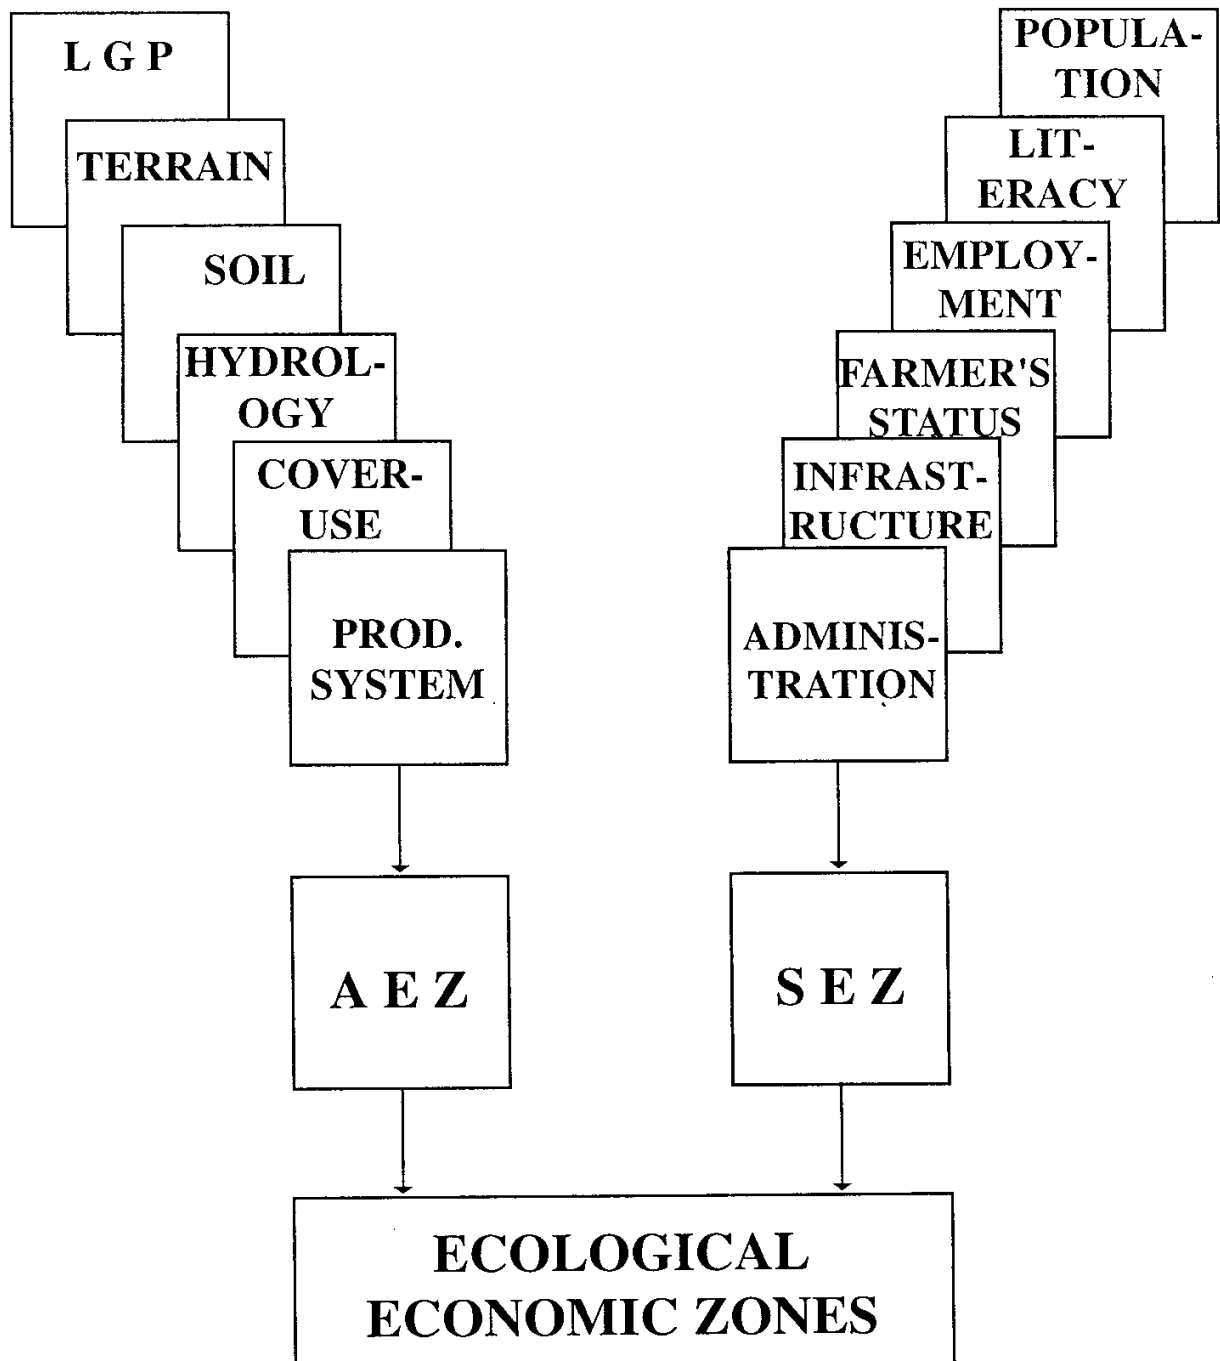 L G P
TERRAIN
SOIL
HYDROL-
OGY
COVER-
USE
PROD.
SYSTEM
POPULA-
TION
LIT-
ERACY
EMPLOY-
MENT
FARMER'S
STATUS
INFRAST-
RUCTURE
ADMINIS-
TRATION
A E Z
S E Z
ECOLOGICAL
ECONOMIC ZONES